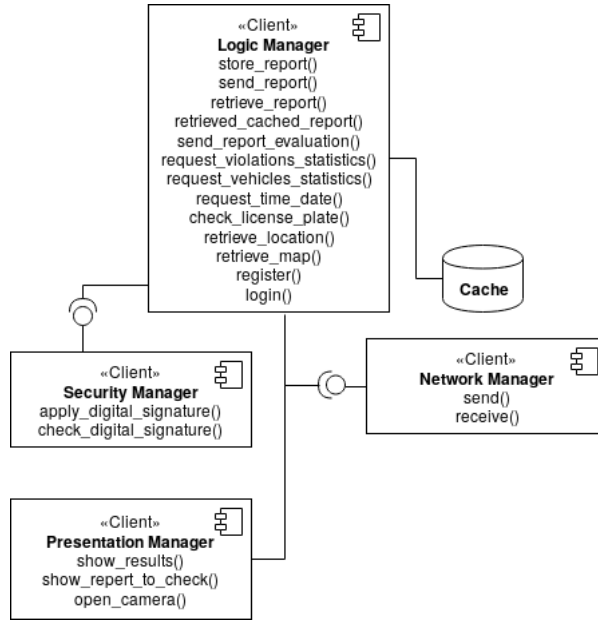 «Client»
Logic Manager
store_report()
send_report()
retrieve_report()
retrieved_cached_report()
send_report_evaluation()
request_violations_statistics()
request_vehicles_statistics()
request_time_date()
check_license_plate()
retrieve_location()
retrieve_map()
register()
login()
Cache
«Client»
Security Manager
apply_digital_signature()
check_digital_signature()
«Client»
Network Manager
send()
receive()
«Client»
Presentation Manager
show_results()
show_repert_to_check()
open_camera()